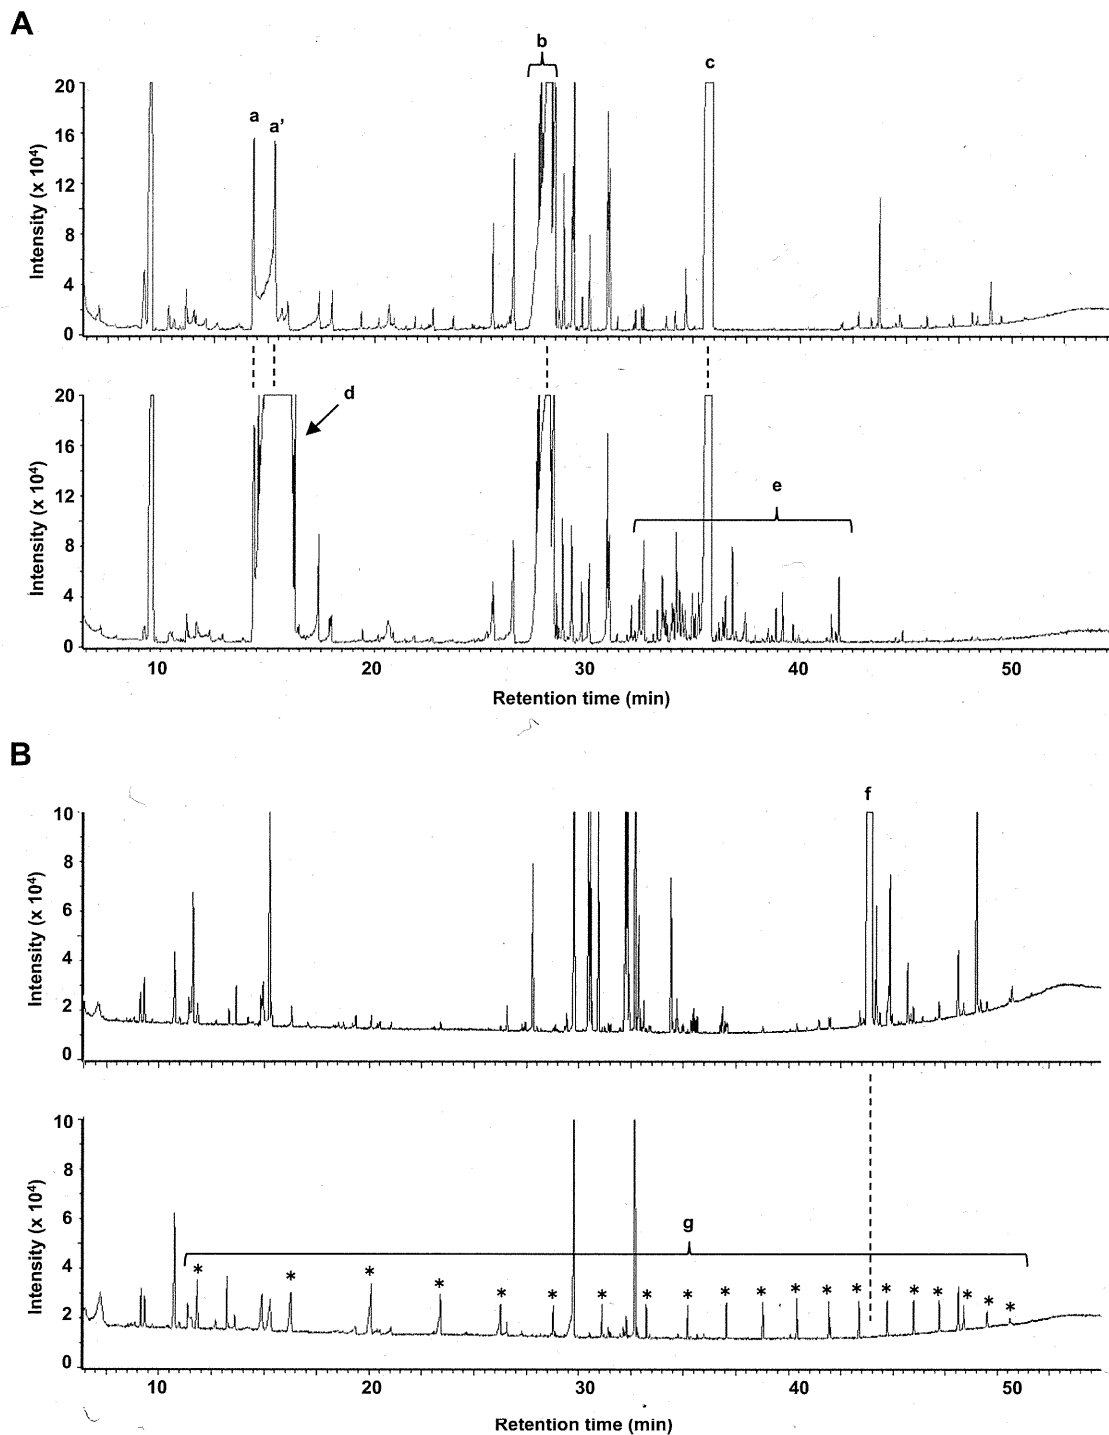 A
b
c
a
a’
20
16
12
8
4
0
Intensity (x 10⁴)
d
e
20
16
12
8
4
0
Intensity (x 10⁴)
10 20 30 40 50
Retention time (min)
B
f
10
8
6
4
2
0
Intensity (x 10⁴)
g
10
8
6
4
2
0
Intensity (x 10⁴)
* * * * * * * * * * * * * * * * * * * *
10 20 30 40 50
Retention time (min)